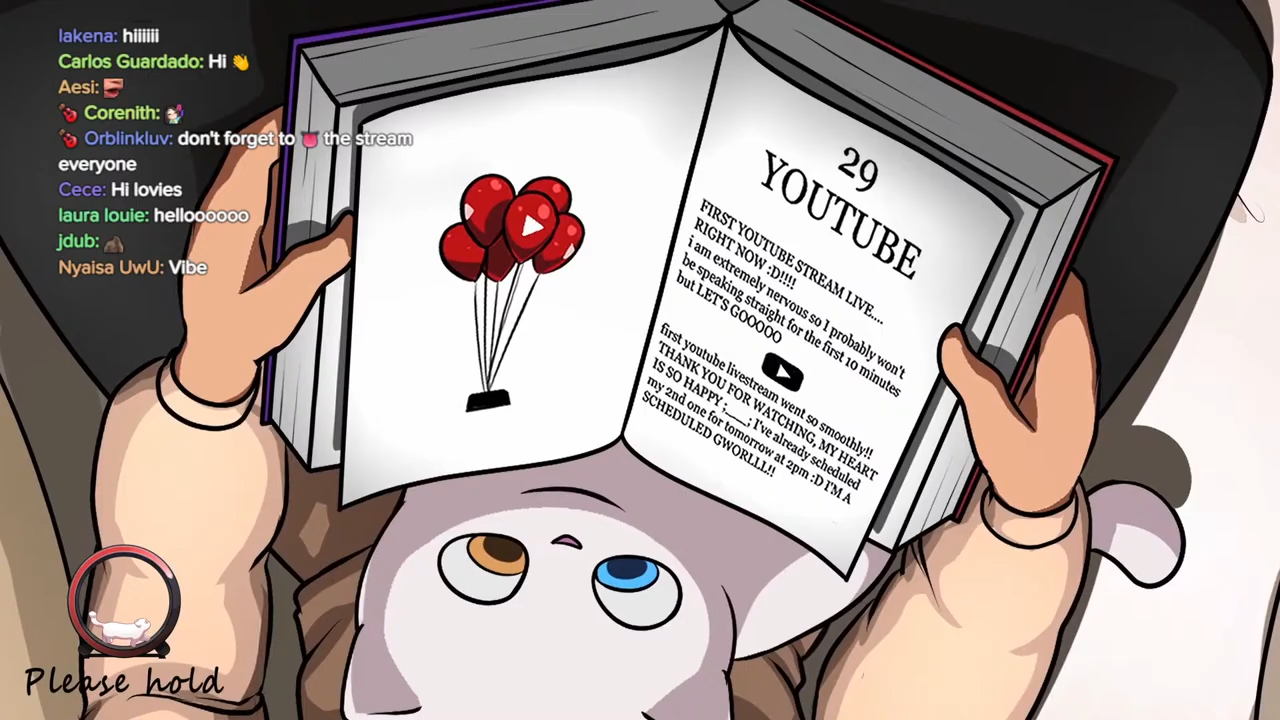 lakena: hiiiiii
Carlos Guardado: Hi 👋
Aesi:
Corenith:
Orblinkluv: don't forget to 👅 the stream
everyone
Cece: Hi lovies
laura louie: helloooooo
jdub:
Nyaisa UwU: Vibe
29
YOUTUBE
FIRST YOUTUBE STREAM LIVE....
RIGHT NOW :D!!!!
i am extremely nervous so I probably won't
be speaking straight for the first 10 minutes
but LET'S GOOOOO
first youtube livestream went so smoothly!!
THANK YOU FOR WATCHING, MY HEART
IS SO HAPPY ;___; I've already scheduled
my 2nd one for tomorrow at 2pm :D I'M A
SCHEDULED GWORLLL!!
Please hold